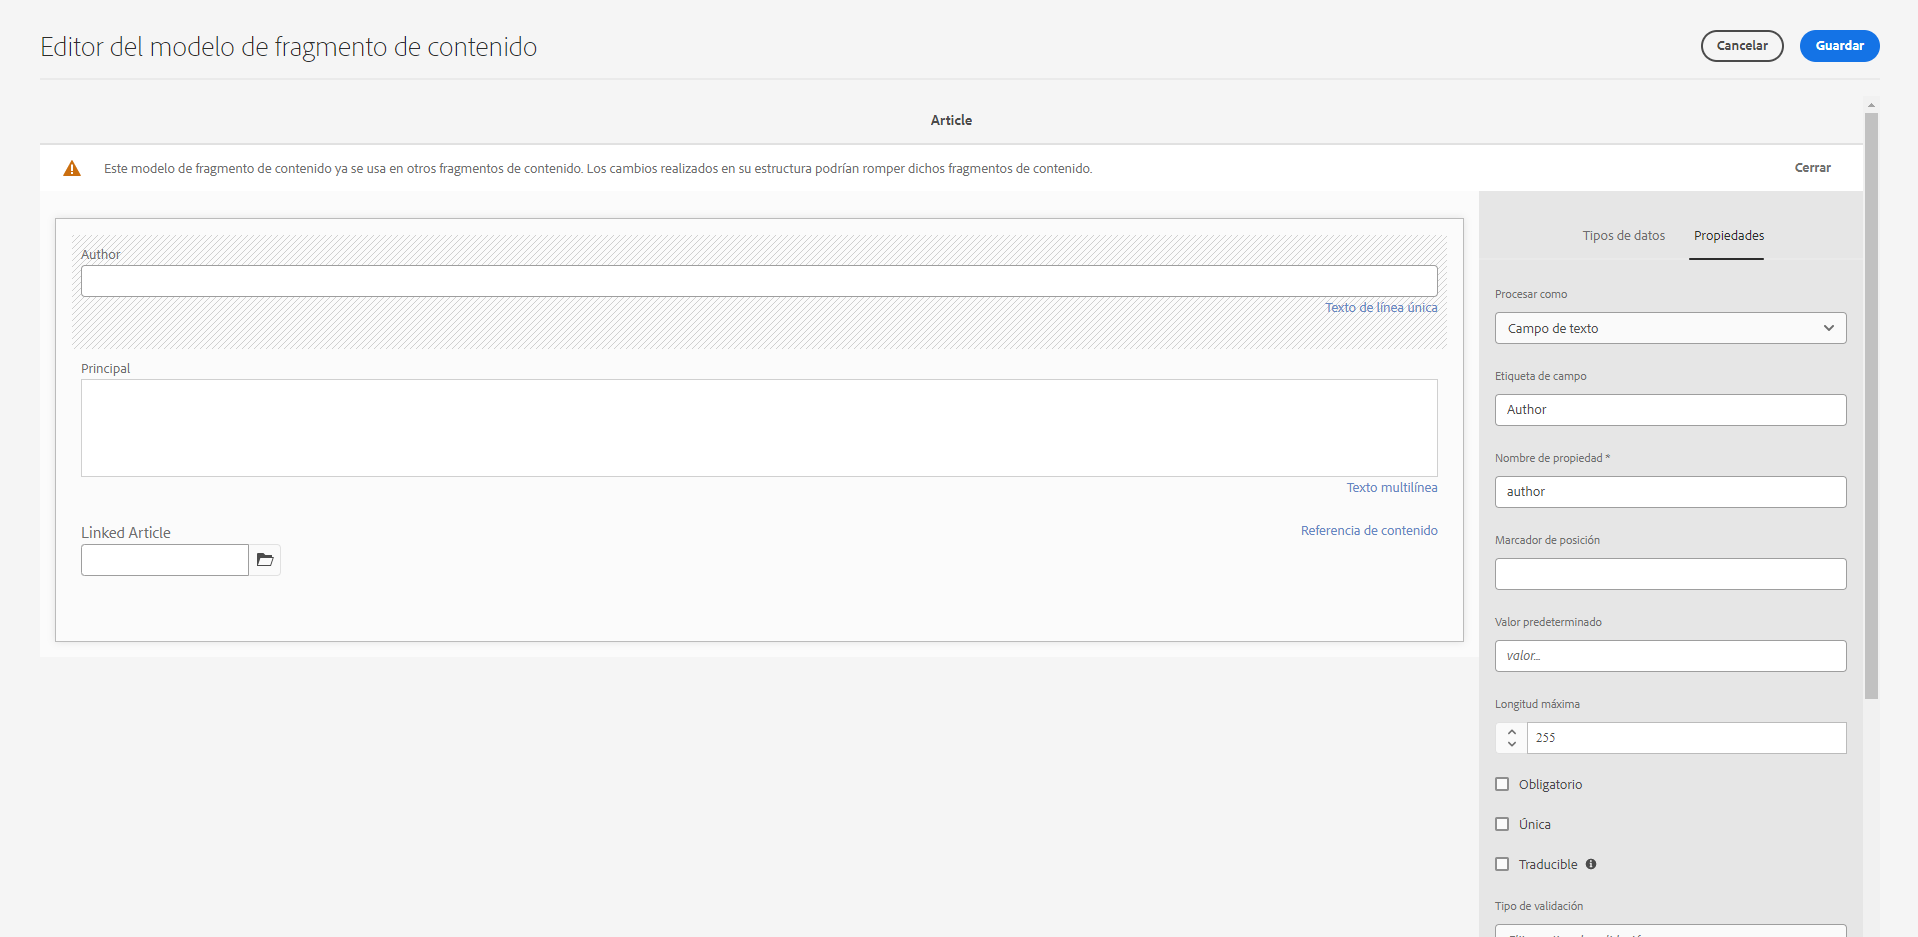 Editor del modelo de fragmento de contenido
Cancelar
Guardar
Article
Este modelo de fragmento de contenido ya se usa en otros fragmentos de contenido. Los cambios realizados en su estructura podrían romper dichos fragmentos de contenido.
Cerrar
Author
Texto de línea única
Principal
Texto multilínea
Linked Article
Referencia de contenido
Tipos de datos
Propiedades
Procesar como
Campo de texto
Etiqueta de campo
Author
Nombre de propiedad *
author
Marcador de posición
Valor predeterminado
valor...
Longitud máxima
255
Obligatorio
Única
Traducible
Tipo de validación